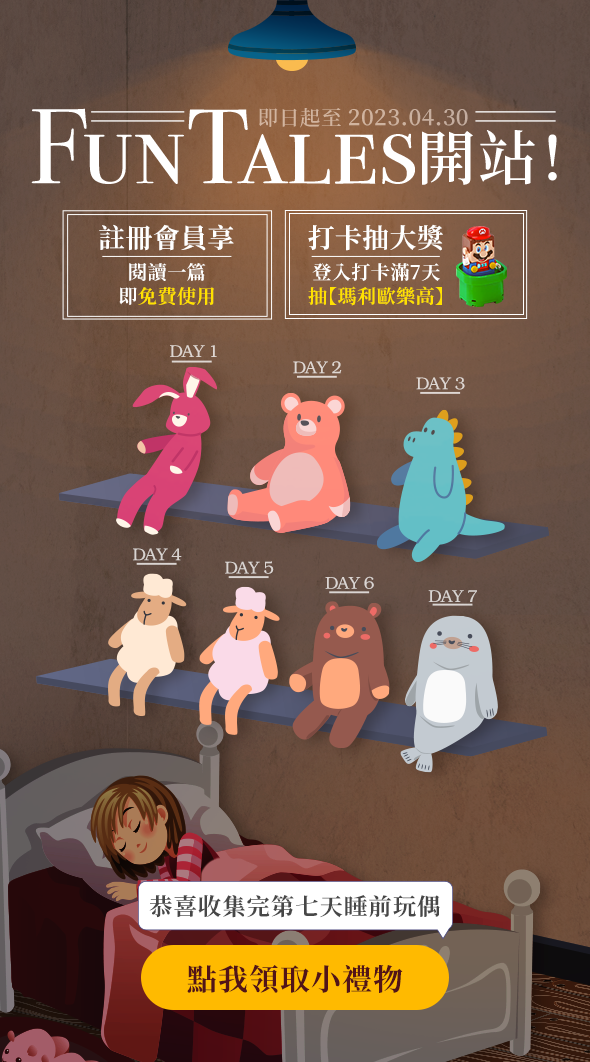 即日起至 2023.04.30
FUNTALES開站!
註冊會員享
閱讀一篇
即免費使用
打卡抽大獎
登入打卡滿7天
抽【瑪利歐樂高】
DAY 1
DAY 2
DAY 3
DAY 4
DAY 5
DAY 6
DAY 7
恭喜收集完第七天睡前玩偶
點我領取小禮物